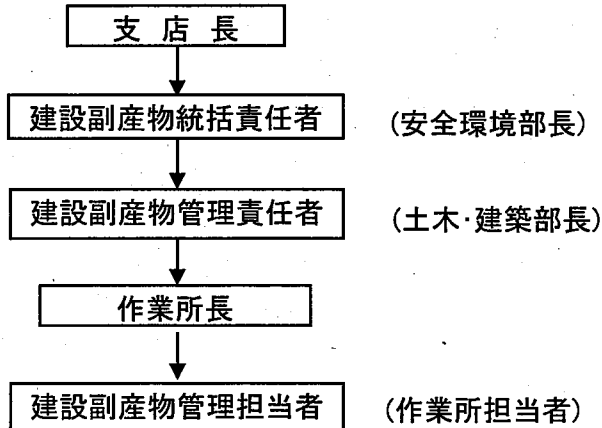 支 店 長
建設副産物統括責任者 (安全環境部長)
建設副産物管理責任者 (土木・建築部長)
作業所長
建設副産物管理担当者 (作業所担当者)